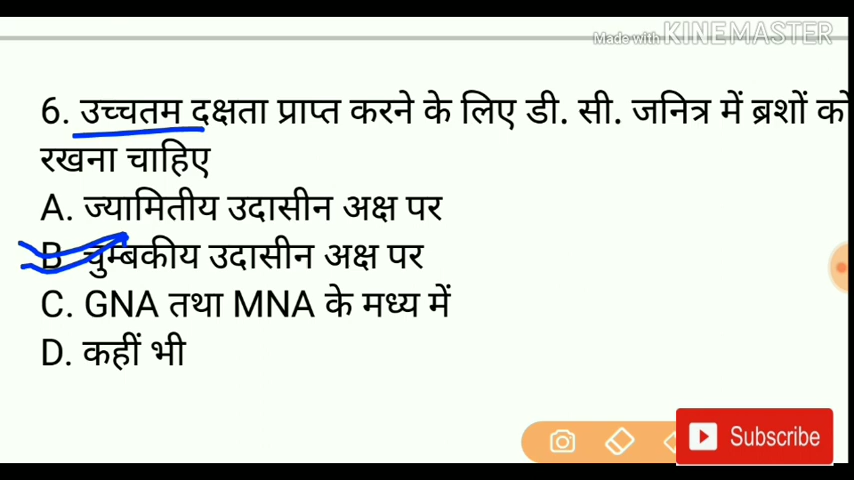 Made with KINEMASTER
6. उच्चतम दक्षता प्राप्त करने के लिए डी. सी. जनित्र में ब्रशों को
रखना चाहिए
A. ज्यामितीय उदासीन अक्ष पर
B चुम्बकीय उदासीन अक्ष पर
C. GNA तथा MNA के मध्य में
D. कहीं भी
Subscribe